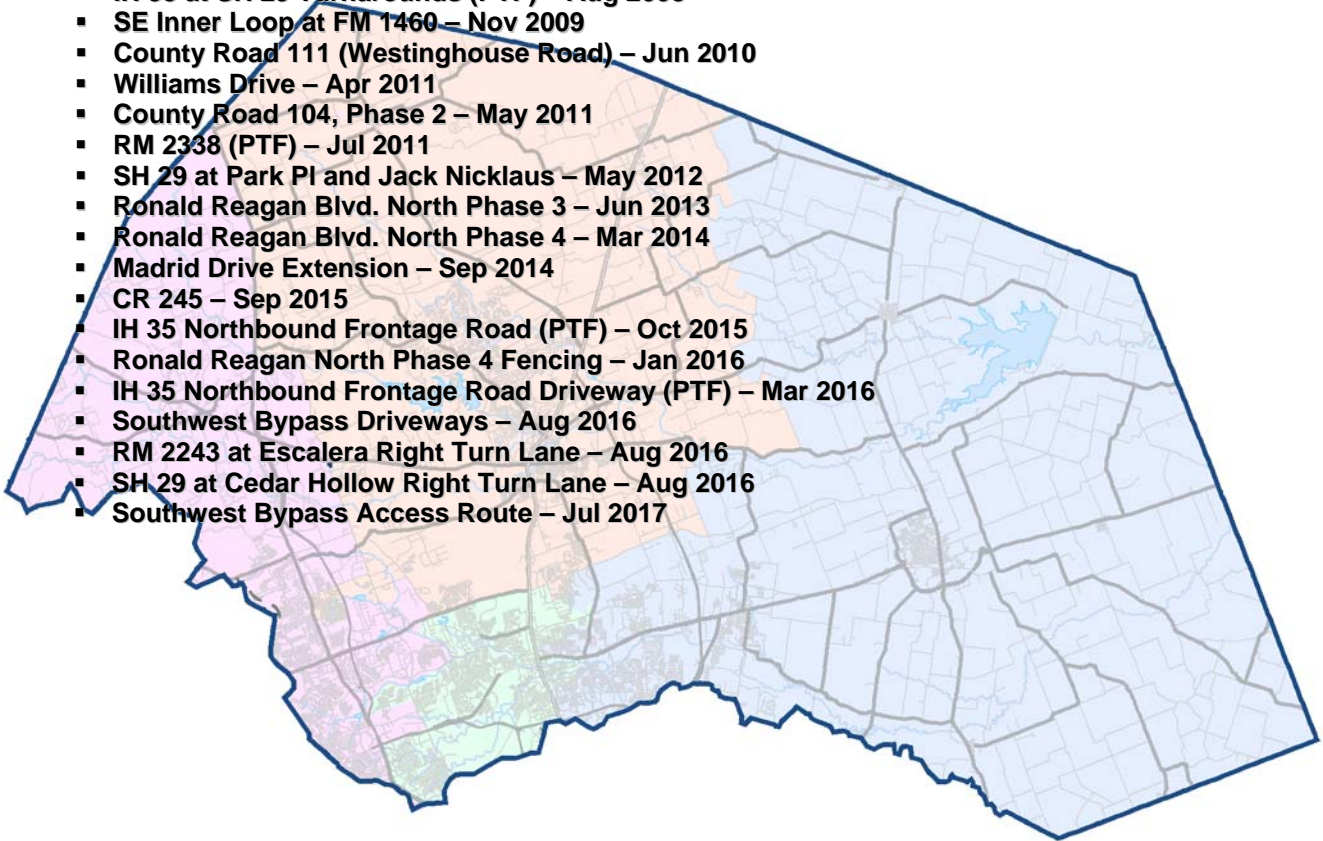 ▪ SE Inner Loop at FM 1460 – Nov 2009
▪ County Road 111 (Westinghouse Road) – Jun 2010
▪ Williams Drive – Apr 2011
▪ County Road 104, Phase 2 – May 2011
▪ RM 2338 (PTF) – Jul 2011
▪ SH 29 at Park Pl and Jack Nicklaus – May 2012
▪ Ronald Reagan Blvd. North Phase 3 – Jun 2013
▪ Ronald Reagan Blvd. North Phase 4 – Mar 2014
▪ Madrid Drive Extension – Sep 2014
▪ CR 245 – Sep 2015
▪ IH 35 Northbound Frontage Road (PTF) – Oct 2015
▪ Ronald Reagan North Phase 4 Fencing – Jan 2016
▪ IH 35 Northbound Frontage Road Driveway (PTF) – Mar 2016
▪ Southwest Bypass Driveways – Aug 2016
▪ RM 2243 at Escalera Right Turn Lane – Aug 2016
▪ SH 29 at Cedar Hollow Right Turn Lane – Aug 2016
▪ Southwest Bypass Access Route – Jul 2017